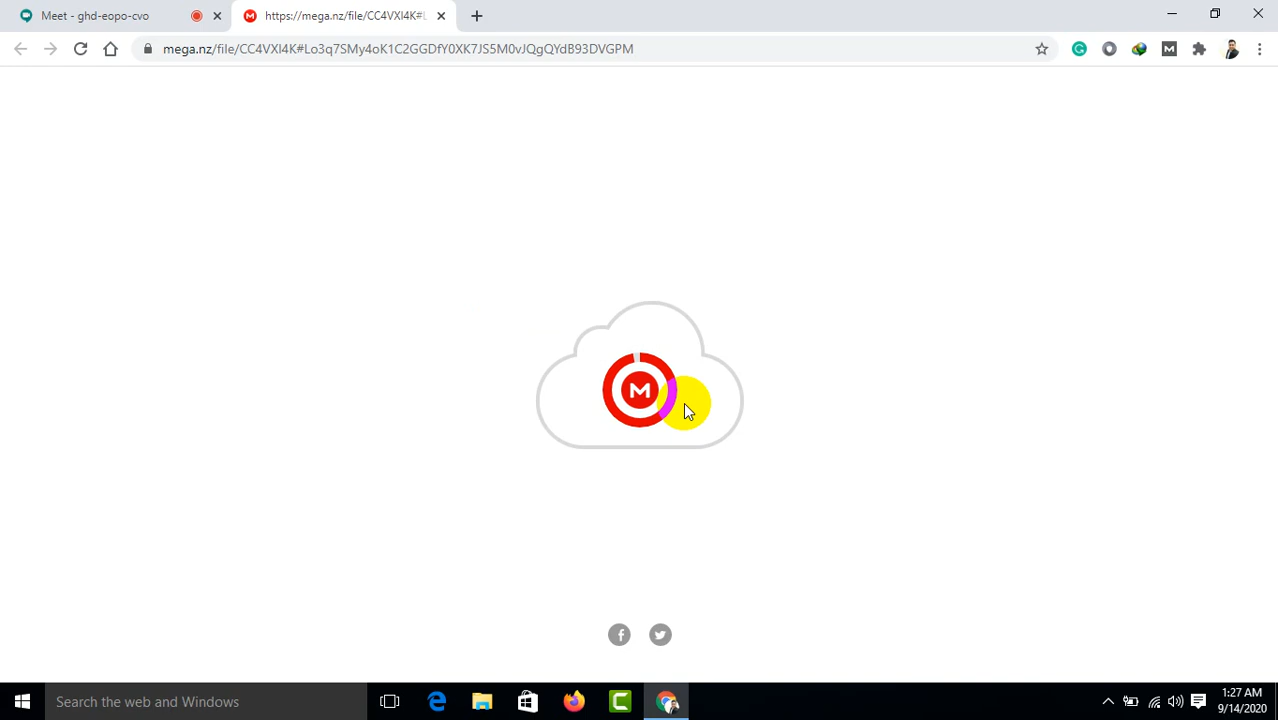 Meet - ghd-eopo-cvo
https://mega.nz/file/CC4VXI4K#L
mega.nz/file/CC4VXI4K#Lo3q7SMy4oK1C2GGDfY0XK7JS5M0vJQgQYdB93DVGPM
M
Search the web and Windows
1:27 AM
9/14/2020